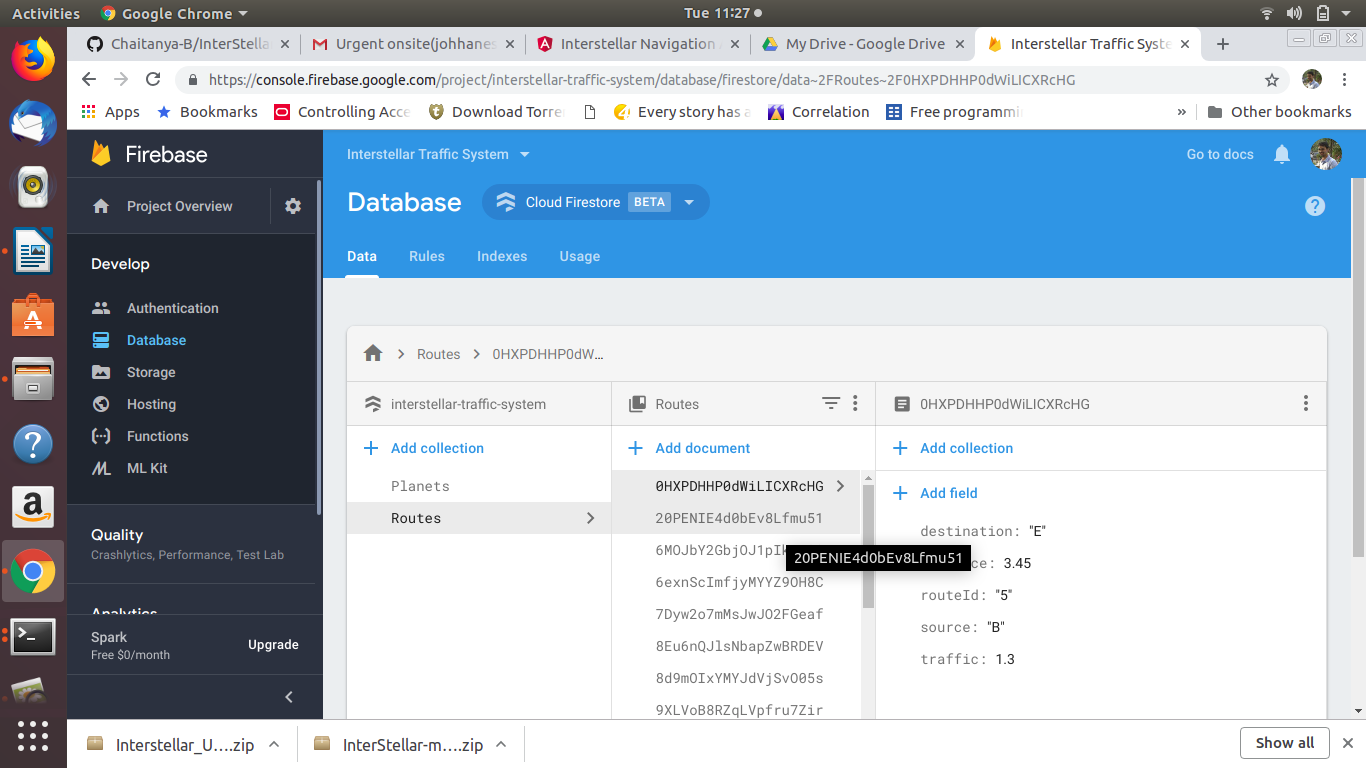 Activities
Google Chrome
Tue 11:27
Chaitanya-B/InterStella
Urgent onsite(johhanes
Interstellar Navigation
My Drive - Google Drive
Interstellar Traffic Syste
https://console.firebase.google.com/project/interstellar-traffic-system/database/firestore/data~2FRoutes~2F0HXPDHHP0dWiLICXRcHG
Apps
Bookmarks
Controlling Acce
Download Torre
Every story has a
Correlation
Free programmi
»
Other bookmarks
Firebase
Interstellar Traffic System
Go to docs
Project Overview
Database
Cloud Firestore
BETA
Data
Rules
Indexes
Usage
Develop
Authentication
Database
Storage
Hosting
Functions
ML Kit
Quality
Crashlytics, Performance, Test Lab
Analytics
Spark
Free $0/month
Upgrade
Routes
0HXPDHHP0dW...
interstellar-traffic-system
Routes
0HXPDHHP0dWiLICXRcHG
Add collection
Add document
Add collection
Planets
Routes
0HXPDHHP0dWiLICXRcHG
20PENIE4d0bEv8Lfmu51
6MOJbY2GbjOJ1pIk
20PENIE4d0bEv8Lfmu51
6exnScImfjyMYYZ9OH8C
7Dyw2o7mMsJwJO2FGeaf
8Eu6nQJlsNbapZwBRDEV
8d9mOIxYMYJdVjSvO05s
9XLVoB8RZqLVpfru7Zir
Add field
destination: "E"
ce: 3.45
routeId: "5"
source: "B"
traffic: 1.3
Interstellar_U....zip
InterStellar-m....zip
Show all